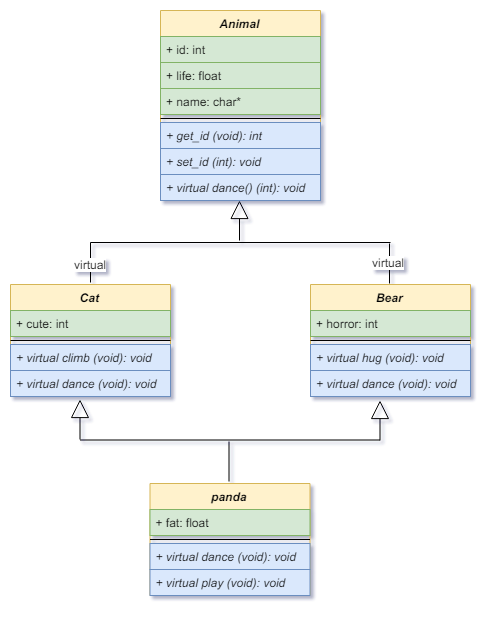 Animal
+ id: int
+ life: float
+ name: char*
+ get_id (void): int
+ set_id (int): void
+ virtual dance() (int): void
virtual
virtual
Cat
+ cute: int
+ virtual climb (void): void
+ virtual dance (void): void
Bear
+ horror: int
+ virtual hug (void): void
+ virtual dance (void): void
panda
+ fat: float
+ virtual dance (void): void
+ virtual play (void): void